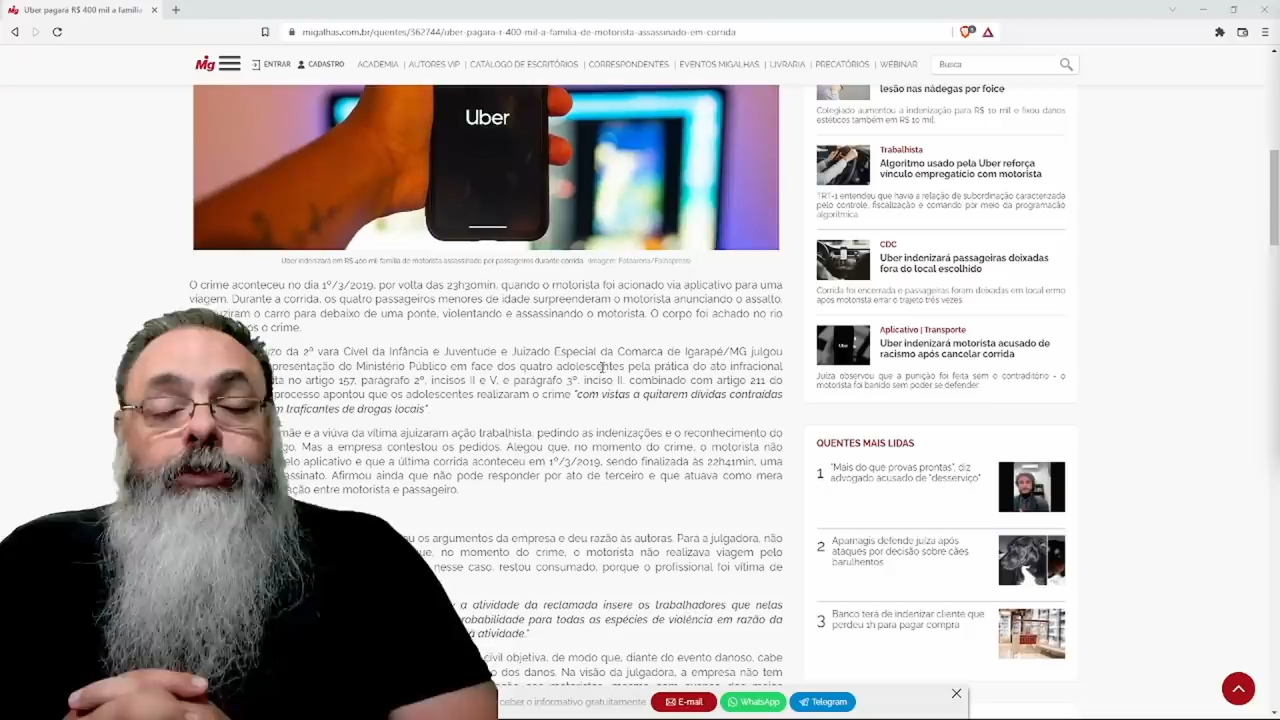 Uber pagará R$ 400 mil a família
migalhas.com.br/quentes/362744/uber-pagara-r-400-mil-a-familia-de-motorista-assassinado-em-corrida
Mg
ENTRAR
CADASTRO
ACADEMIA | AUTORES VIP | CATÁLOGO DE ESCRITÓRIOS | CORRESPONDENTES | EVENTOS MIGALHAS | LIVRARIA | PRECATÓRIOS | WEBINAR
Busca
Uber
Uber indenizará em R$ 400 mil família de motorista assassinado por passageiros durante corrida. (Imagem: Fotoarena/Folhapress)
O crime aconteceu no dia 1º/3/2019, por volta das 23h30min, quando o motorista foi acionado via aplicativo para uma
viagem. Durante a corrida, os quatro passageiros menores de idade surpreenderam o motorista anunciando o assalto,
ziram o carro para debaixo de uma ponte, violentando e assassinando o motorista. O corpo foi achado no rio
o crime.
da 2ª vara Cível da Infância e Juventude e Juizado Especial da Comarca de Igarapé/MG julgou
presentação do Ministério Público em face dos quatro adolescentes pela prática do ato infracional
no artigo 157, parágrafo 2º, incisos II e V, e parágrafo 3º, inciso II, combinado com artigo 211 do
processo apontou que os adolescentes realizaram o crime "com vistas a quitarem dívidas contraídas
traficantes de drogas locais".
mãe e a viúva da vítima ajuizaram ação trabalhista, pedindo as indenizações e o reconhecimento do
Mas a empresa contestou os pedidos. Alegou que, no momento do crime, o motorista não
pelo aplicativo e que a última corrida aconteceu em 1º/3/2019, sendo finalizada às 22h41min, uma
Afirmou ainda que não pode responder por ato de terceiro e que atuava como mera
entre motorista e passageiro.
os argumentos da empresa e deu razão às autoras. Para a julgadora, não
no momento do crime, o motorista não realizava viagem pelo
nesse caso, restou consumado, porque o profissional foi vítima de
a atividade da reclamada insere os trabalhadores que nelas
para todas as espécies de violência em razão da
atividade."
civil objetiva, de modo que, diante do evento danoso, cabe
dos danos. Na visão da julgadora, a empresa não tem
lesão nas nádegas por foice
Colegiado aumentou a indenização para R$ 10 mil e fixou danos
estéticos também em R$ 10 mil.
Trabalhista
Algoritmo usado pela Uber reforça
vínculo empregatício com motorista
TRT-1 entendeu que havia a relação de subordinação caracterizada
pelo controle, fiscalização e comando por meio da programação
algorítmica.
CDC
Uber indenizará passageiras deixadas
fora do local escolhido
Corrida foi encerrada e passageiras foram deixadas em local ermo
após motorista errar o trajeto três vezes.
Aplicativo | Transporte
Uber indenizará motorista acusado de
racismo após cancelar corrida
Juíza observou que a punição foi feita sem o contraditório - o
motorista foi banido sem poder se defender.
QUENTES MAIS LIDAS
1 "Mais do que provas prontas", diz
advogado acusado de "desserviço"
2 Apamagis defende juíza após
ataques por decisão sobre cães
barulhentos
3 Banco terá de indenizar cliente que
perdeu 1h para pagar compra
ceber o informativo gratuitamente
E-mail
WhatsApp
Telegram